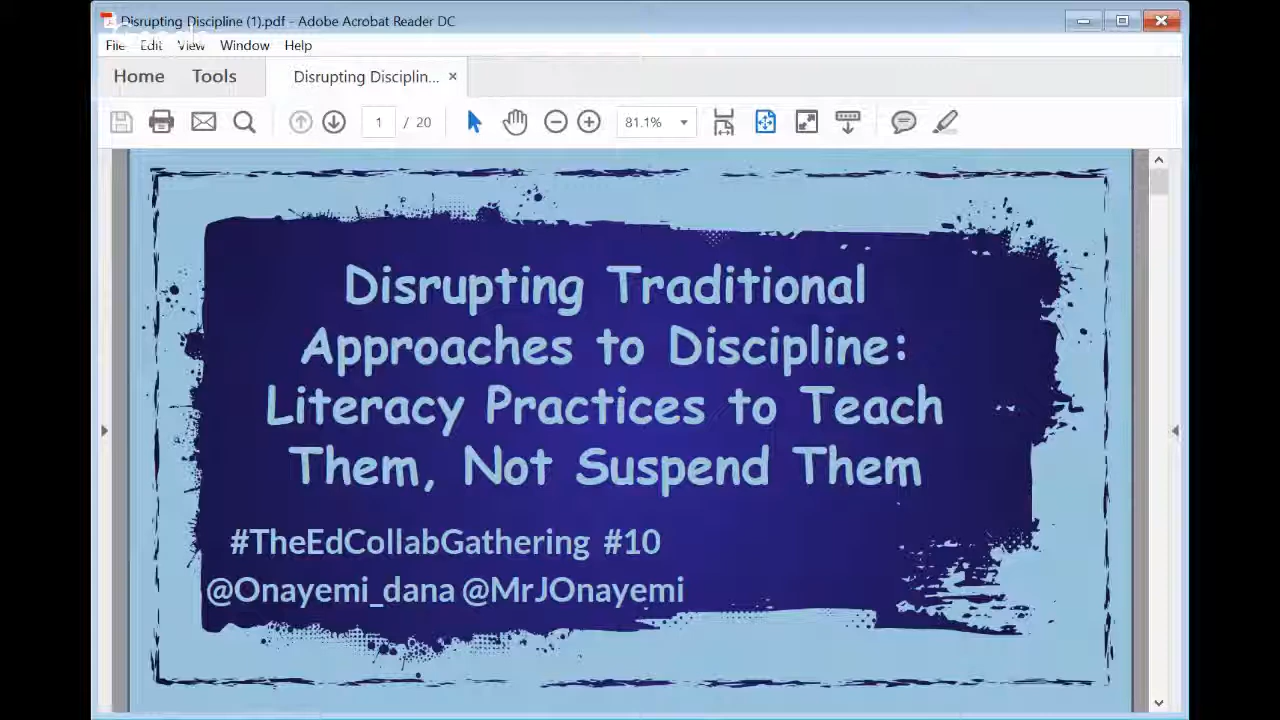 Disrupting Discipline (1).pdf - Adobe Acrobat Reader DC
File Edit View Window Help
Home Tools Disrupting Disciplin... ×
1 / 20 81.1%
Disrupting Traditional
Approaches to Discipline:
Literacy Practices to Teach
Them, Not Suspend Them
#TheEdCollabGathering #10
@Onayemi_dana @MrJOnayemi